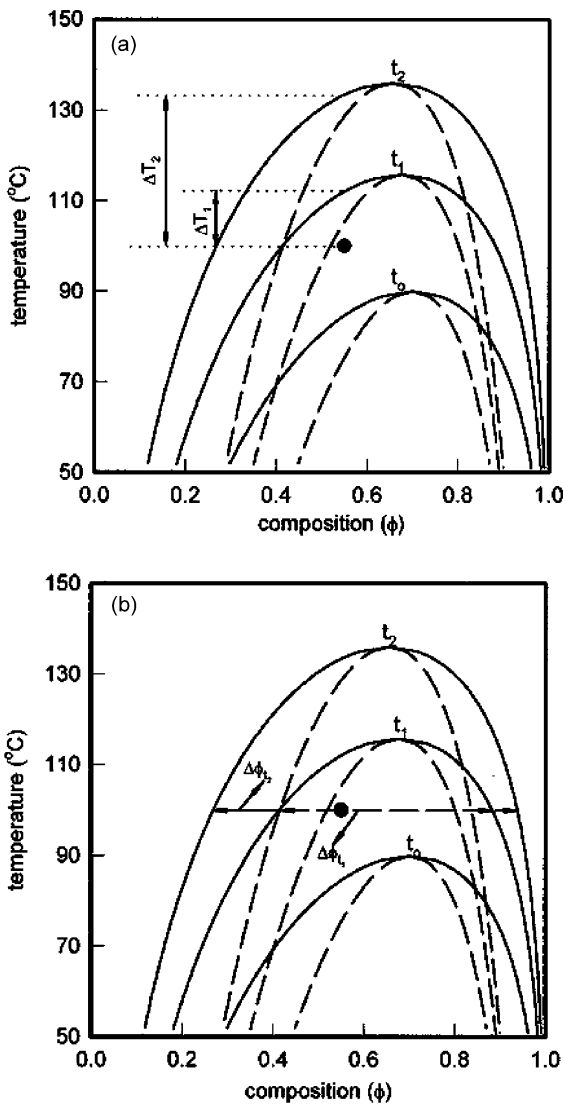 (a)
150
130
110
90
70
50
temperature (°C)
t₂
t₁
t₀
ΔT₂
ΔT₁
0.0 0.2 0.4 0.6 0.8 1.0
composition (ϕ)
(b)
150
130
110
90
70
50
temperature (°C)
t₂
t₁
t₀
Δϕt₂
Δϕt₁
0.0 0.2 0.4 0.6 0.8 1.0
composition (ϕ)